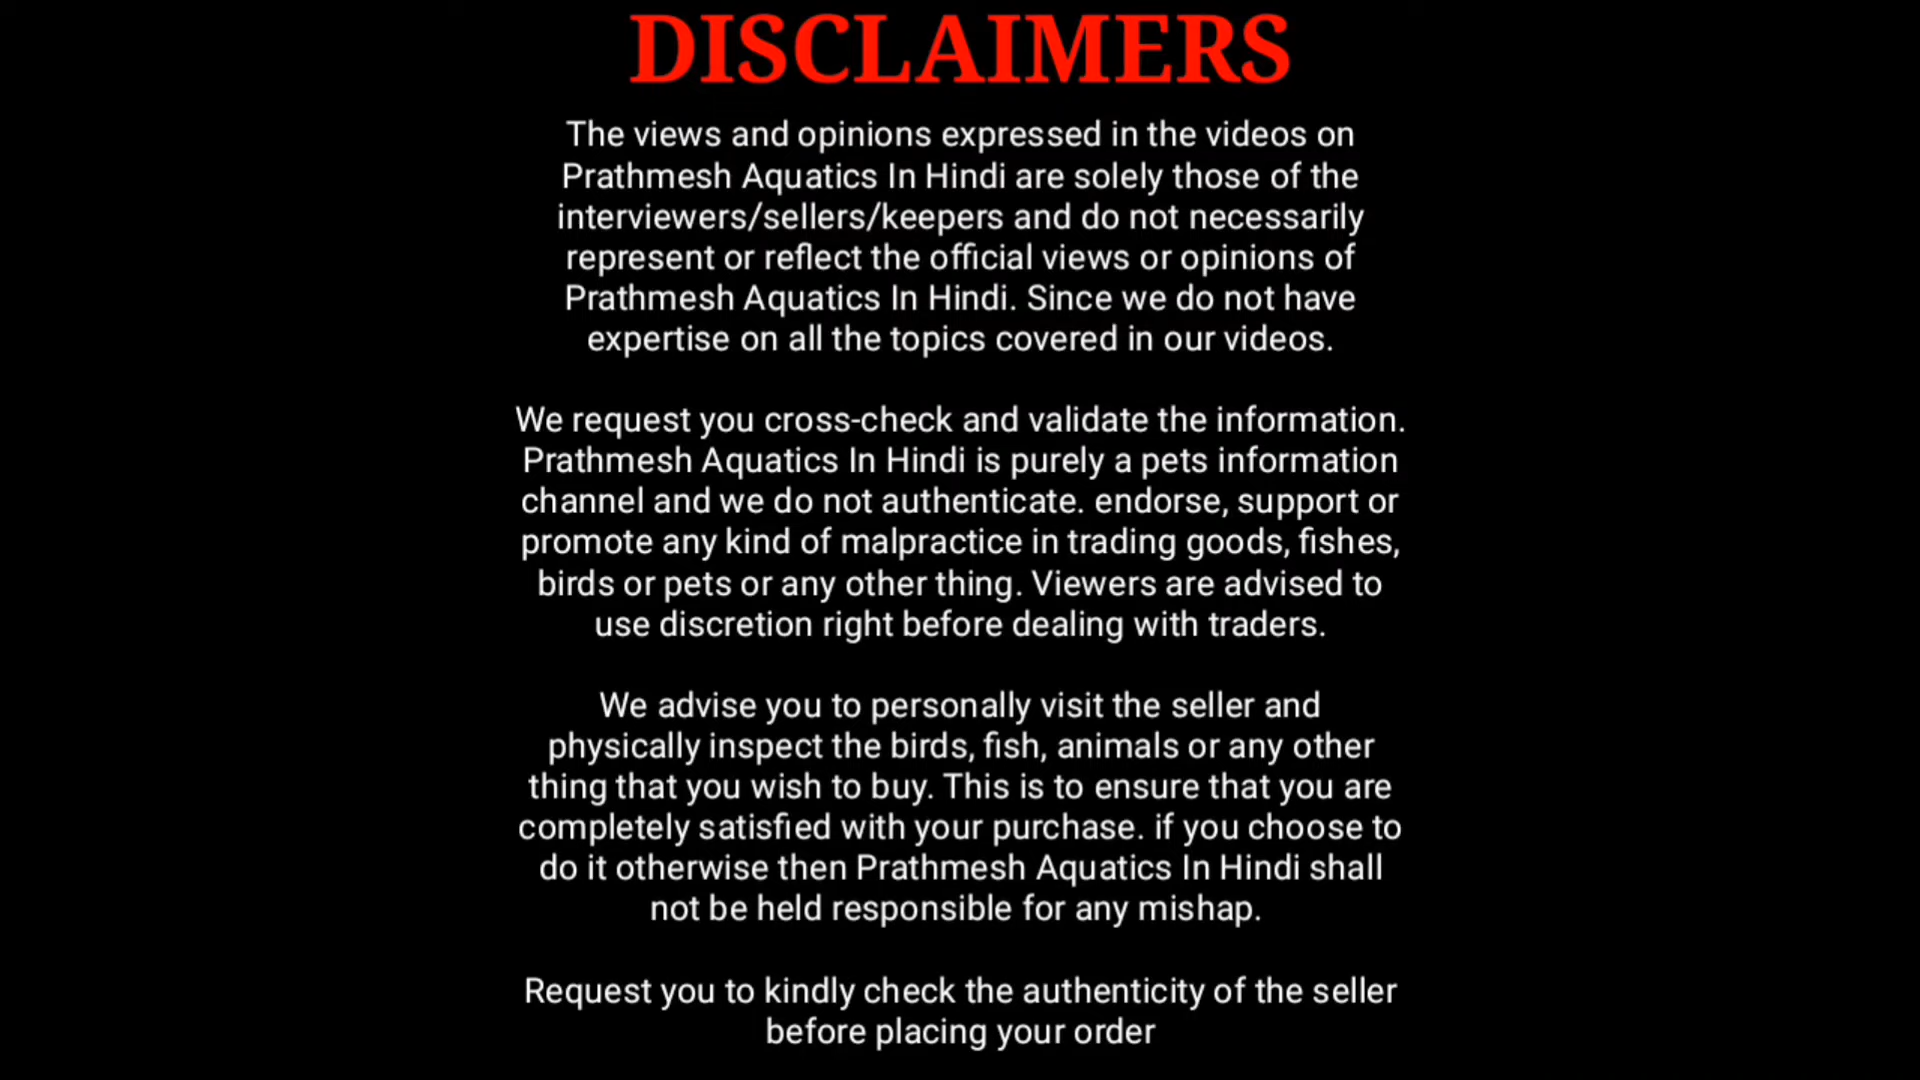 DISCLAIMERS
The views and opinions expressed in the videos on
Prathmesh Aquatics In Hindi are solely those of the
interviewers/sellers/keepers and do not necessarily
represent or reflect the official views or opinions of
Prathmesh Aquatics In Hindi. Since we do not have
expertise on all the topics covered in our videos.
We request you cross-check and validate the information.
Prathmesh Aquatics In Hindi is purely a pets information
channel and we do not authenticate. endorse, support or
promote any kind of malpractice in trading goods, fishes,
birds or pets or any other thing. Viewers are advised to
use discretion right before dealing with traders.
We advise you to personally visit the seller and
physically inspect the birds, fish, animals or any other
thing that you wish to buy. This is to ensure that you are
completely satisfied with your purchase. if you choose to
do it otherwise then Prathmesh Aquatics In Hindi shall
not be held responsible for any mishap.
Request you to kindly check the authenticity of the seller
before placing your order